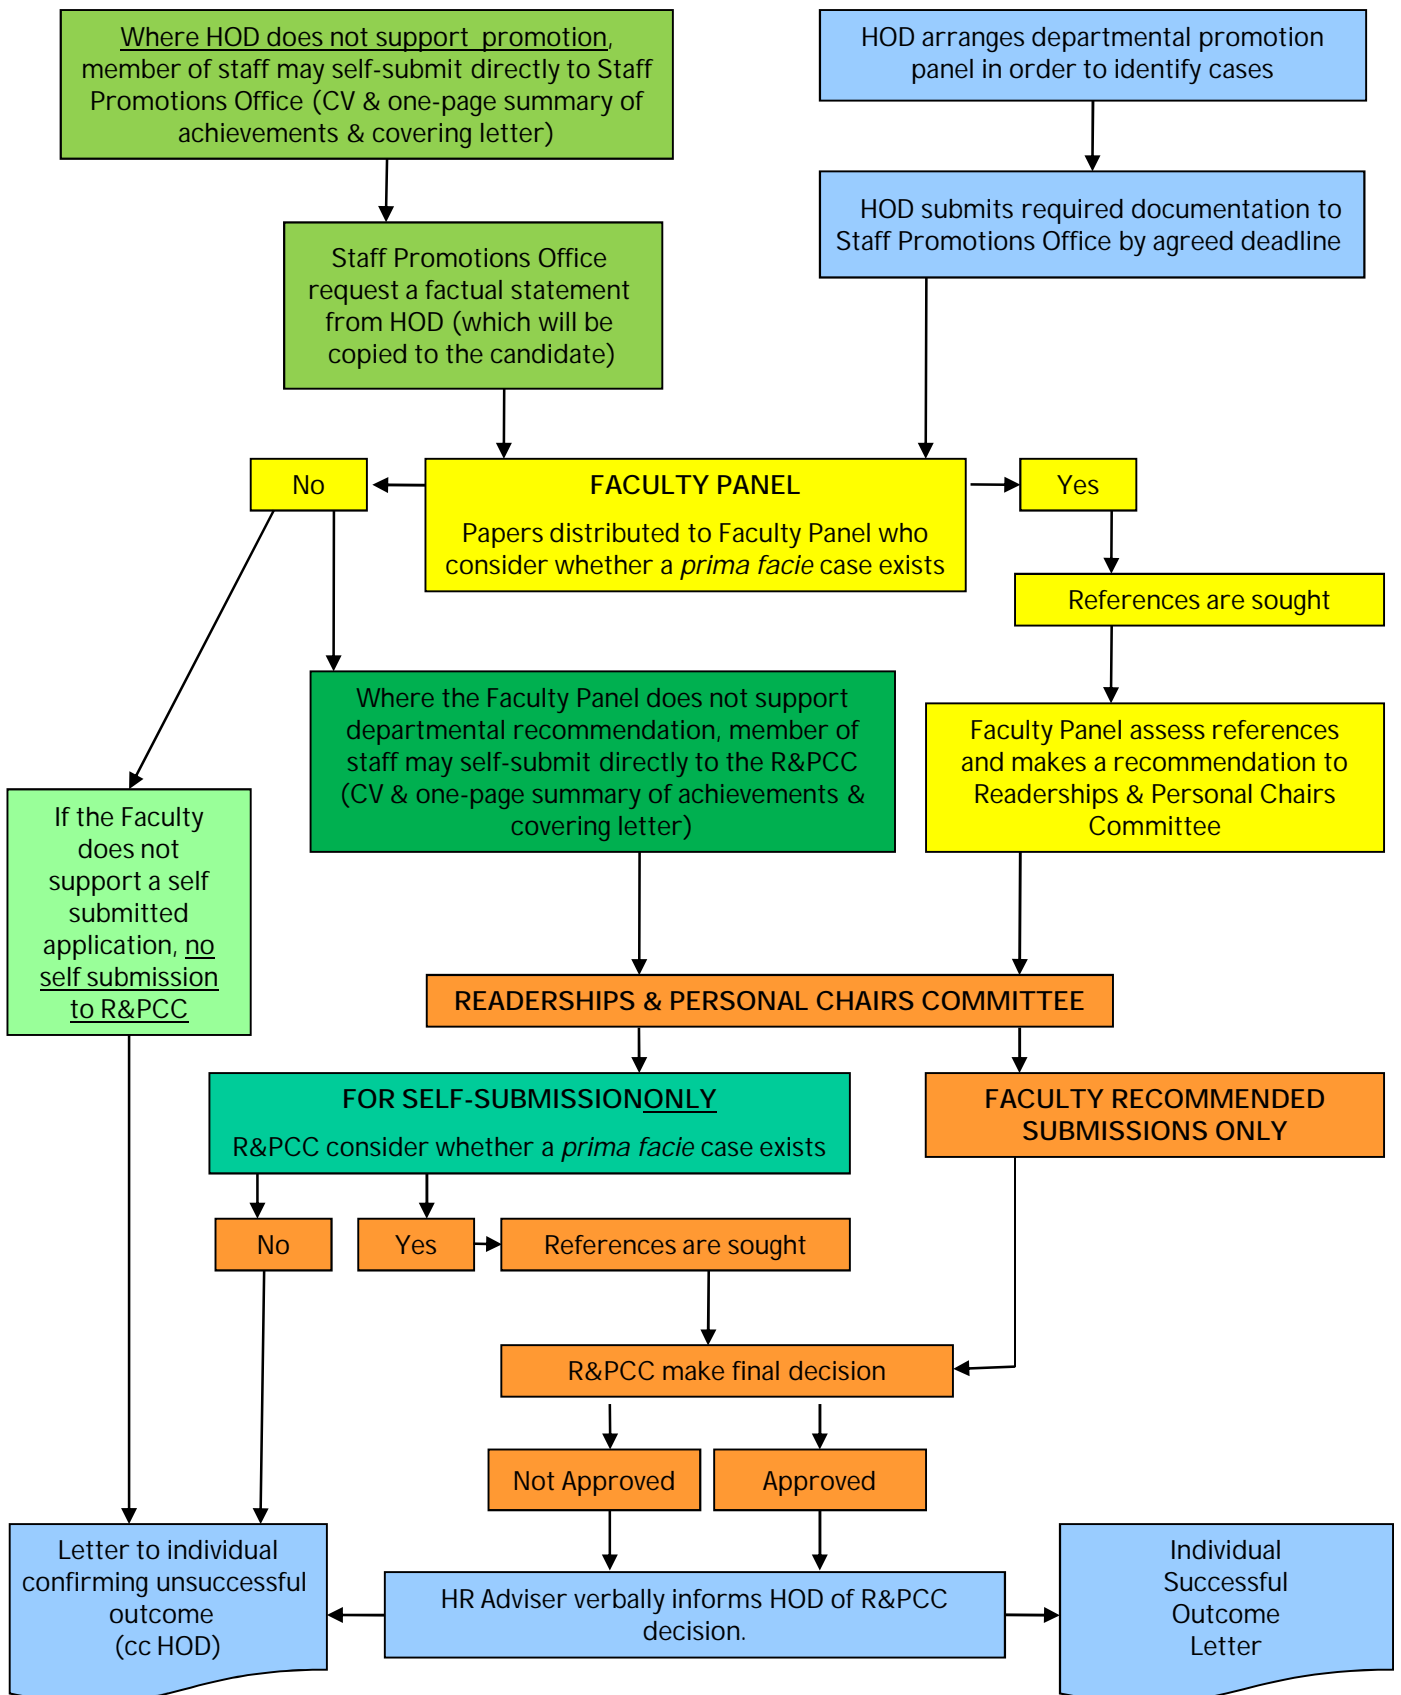 Where HOD does not support  promotion,
member of staff may self-submit directly to Staff
Promotions Office (CV & one-page summary of
achievements & covering letter)
HOD arranges departmental promotion
panel in order to identify cases
HOD submits required documentation to
Staff Promotions Office by agreed deadline
Staff Promotions Office
request a factual statement
from HOD (which will be
copied to the candidate)
No
FACULTY PANEL
Papers distributed to Faculty Panel who
consider whether a prima facie case exists
Yes
References are sought
Where the Faculty Panel does not support
departmental recommendation, member of
staff may self-submit directly to the R&PCC
(CV & one-page summary of achievements &
covering letter)
Faculty Panel assess references
and makes a recommendation to
Readerships & Personal Chairs
Committee
If the Faculty
does not
support a self
submitted
application, no
self submission
to R&PCC
READERSHIPS & PERSONAL CHAIRS COMMITTEE
FOR SELF-SUBMISSIONONLY
R&PCC consider whether a prima facie case exists
FACULTY RECOMMENDED
SUBMISSIONS ONLY
No
Yes
References are sought
R&PCC make final decision
Not Approved
Approved
Letter to individual
confirming unsuccessful
outcome
(cc HOD)
HR Adviser verbally informs HOD of R&PCC
decision.
Individual
Successful
Outcome
Letter